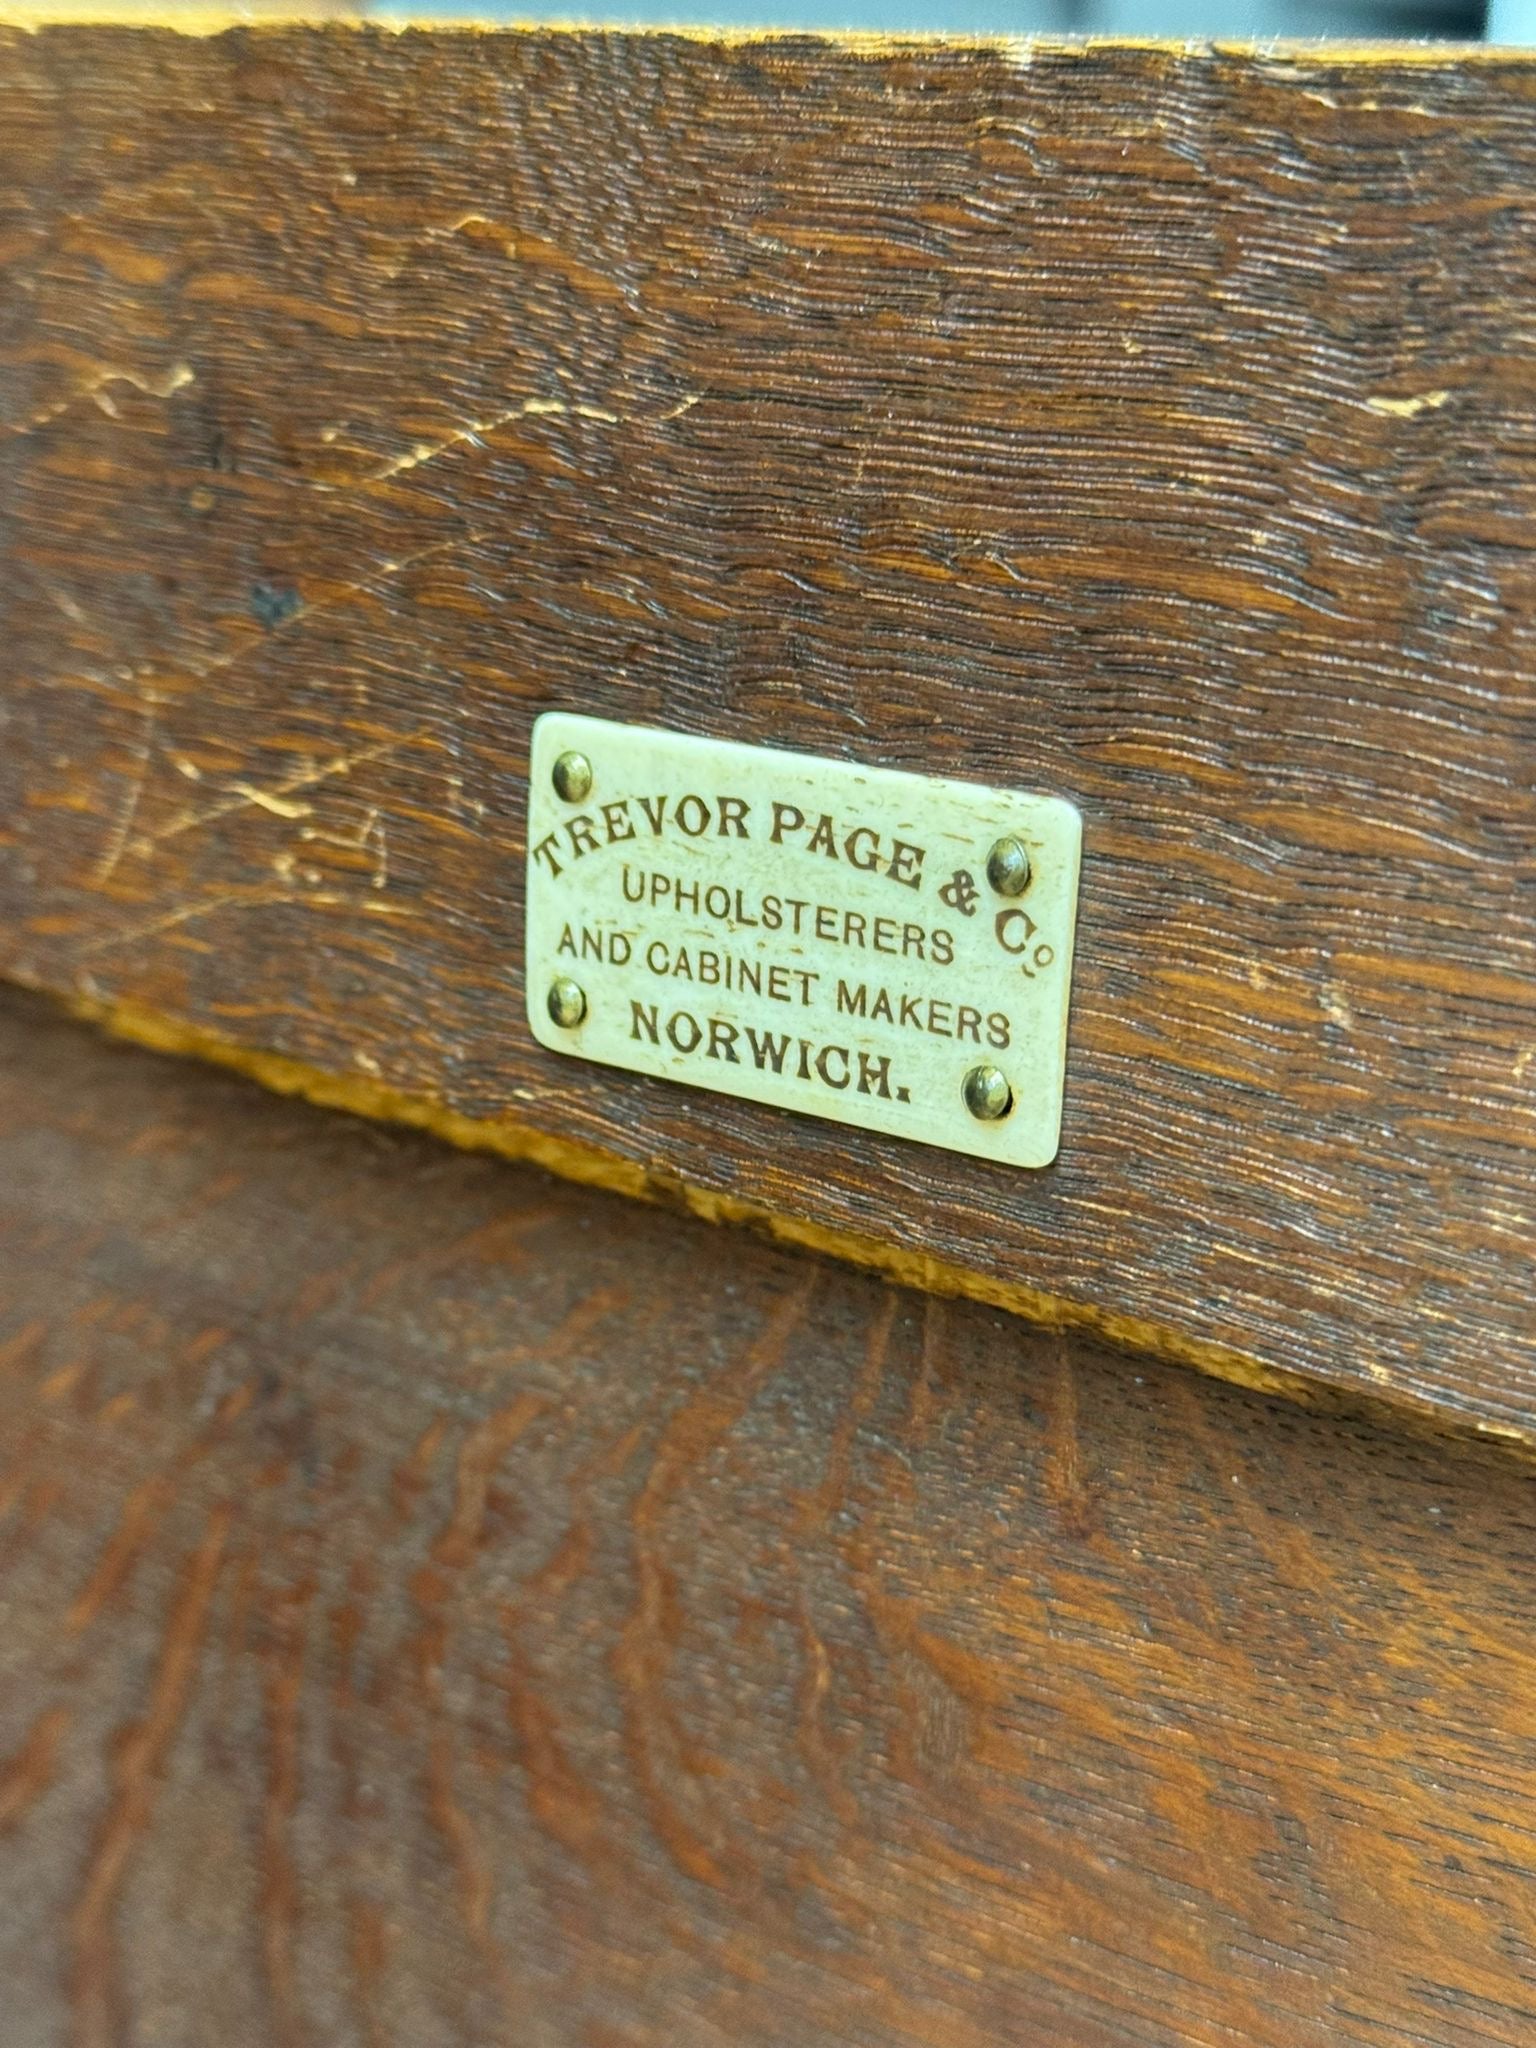 TREVOR PAGE & Co
UPHOLSTERERS
AND CABINET MAKERS
NORWICH.